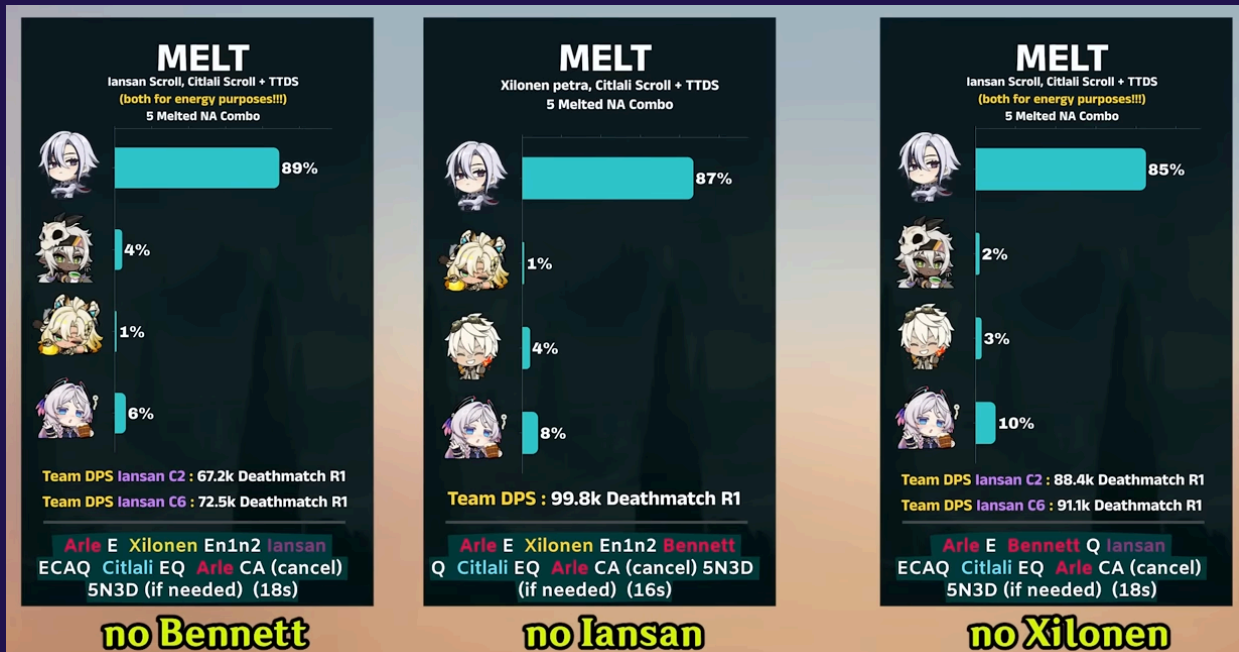 MELT
Iansan Scroll, Citlali Scroll + TTDS
(both for energy purposes!!!)
5 Melted NA Combo
89%
4%
1%
6%
Team DPS Iansan C2 : 67.2k Deathmatch R1
Team DPS Iansan C6 : 72.5k Deathmatch R1
Arle E Xilonen En1n2 Iansan
ECAQ Citlali EQ Arle CA (cancel)
5N3D (if needed) (18s)
no Bennett
MELT
Xilonen petra, Citlali Scroll + TTDS
5 Melted NA Combo
87%
1%
4%
8%
Team DPS : 99.8k Deathmatch R1
Arle E Xilonen En1n2 Bennett
Q Citlali EQ Arle CA (cancel) 5N3D
(if needed) (16s)
no Iansan
MELT
Iansan Scroll, Citlali Scroll + TTDS
(both for energy purposes!!!)
5 Melted NA Combo
85%
2%
3%
10%
Team DPS Iansan C2 : 88.4k Deathmatch R1
Team DPS Iansan C6 : 91.1k Deathmatch R1
Arle E Bennett Q Iansan
ECAQ Citlali EQ Arle CA (cancel)
5N3D (if needed) (18s)
no Xilonen